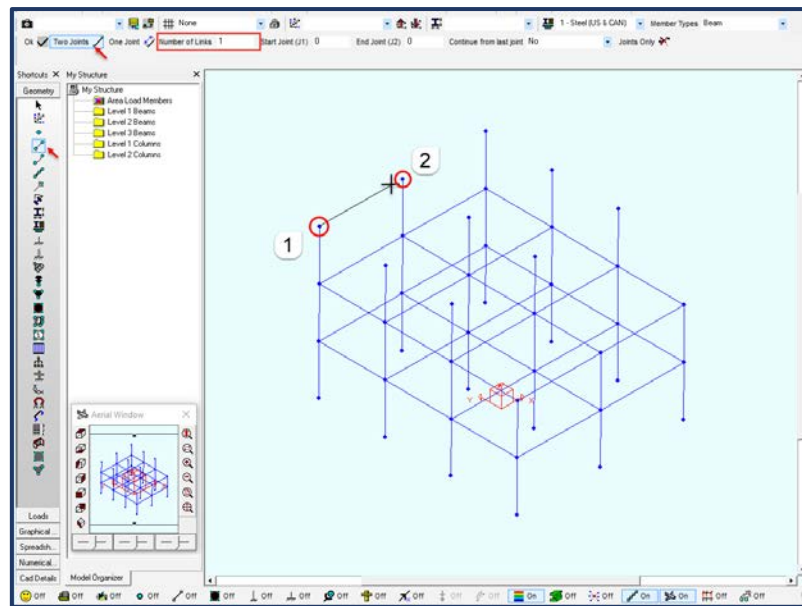 None 1 - Steel (US & CAN) Member Types Beam
Ok Two Joints One Joint Number of Links 1 Start Joint (J1) 0 End Joint (J2) 0 Continue from last joint No Joints Only
Shortcuts X My Structure X
Geometry
My Structure
Area Load Members
Level 1 Beams
Level 2 Beams
Level 3 Beams
Level 1 Columns
Level 2 Columns
2
1
Y X
Aerial Window
Loads
Graphical...
Spreadsh...
Numerical...
Cad Details
Model Organizer
Off Off Off Off Off Off Off Off Off Off Off Off Off On Off Off On On Off Off